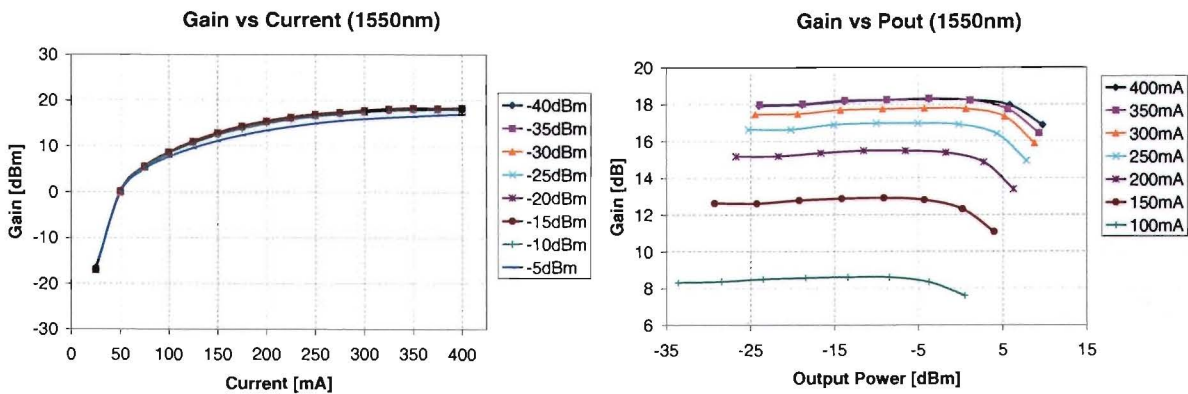 Gain vs Current (1550nm)
Gain [dBm]
30
20
10
0
-10
-20
-30
0 50 100 150 200 250 300 350 400
Current [mA]
-40dBm
-35dBm
-30dBm
-25dBm
-20dBm
-15dBm
-10dBm
-5dBm
Gain vs Pout (1550nm)
Gain [dB]
20
18
16
14
12
10
8
6
-35 -25 -15 -5 5 15
Output Power [dBm]
400mA
350mA
300mA
250mA
200mA
150mA
100mA